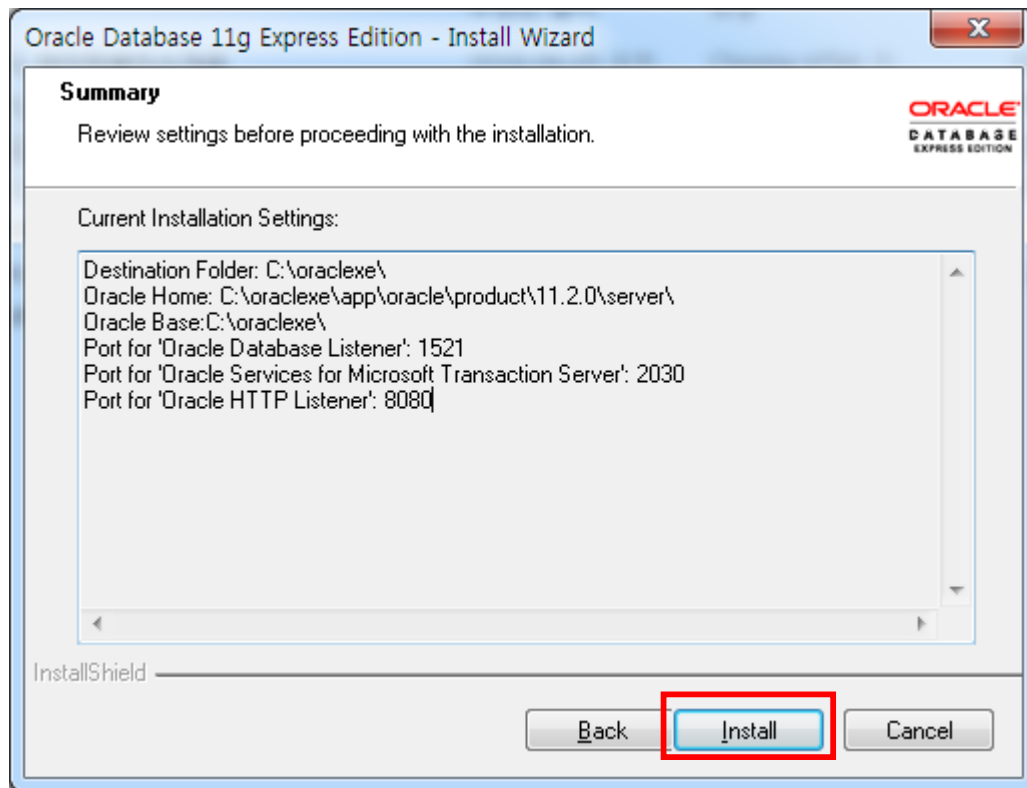 Oracle Database 11g Express Edition - Install Wizard
Summary
Review settings before proceeding with the installation.
ORACLE
DATABASE
EXPRESS EDITION
Current Installation Settings:
Destination Folder: C:\oraclexe\
Oracle Home: C:\oraclexe\app\oracle\product\11.2.0\server\
Oracle Base:C:\oraclexe\
Port for 'Oracle Database Listener': 1521
Port for 'Oracle Services for Microsoft Transaction Server': 2030
Port for 'Oracle HTTP Listener': 8080
InstallShield
Back Install Cancel